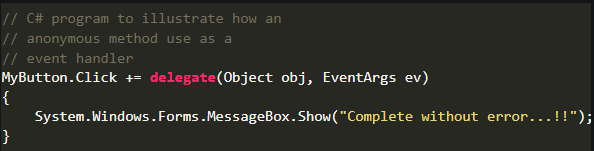 // C# program to illustrate how an
// anonymous method use as a
// event handler
MyButton.Click += delegate(Object obj, EventArgs ev)
{
    System.Windows.Forms.MessageBox.Show("Complete without error...!!");
}